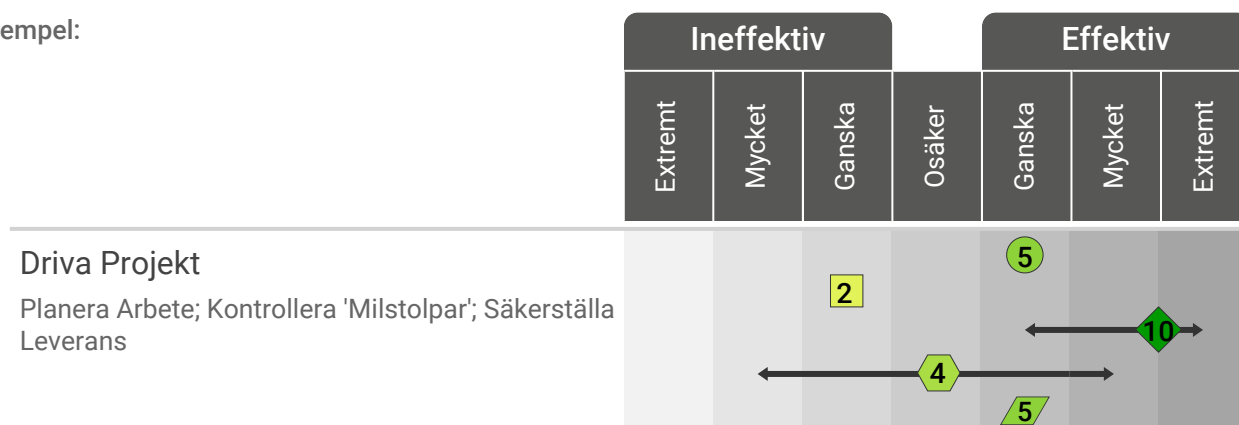 empel:
Ineffektiv
Effektiv
Extremt
Mycket
Ganska
Osäker
Ganska
Mycket
Extremt
Driva Projekt
Planera Arbete; Kontrollera 'Milstolpar'; Säkerställa
Leverans
5
2
10
4
5